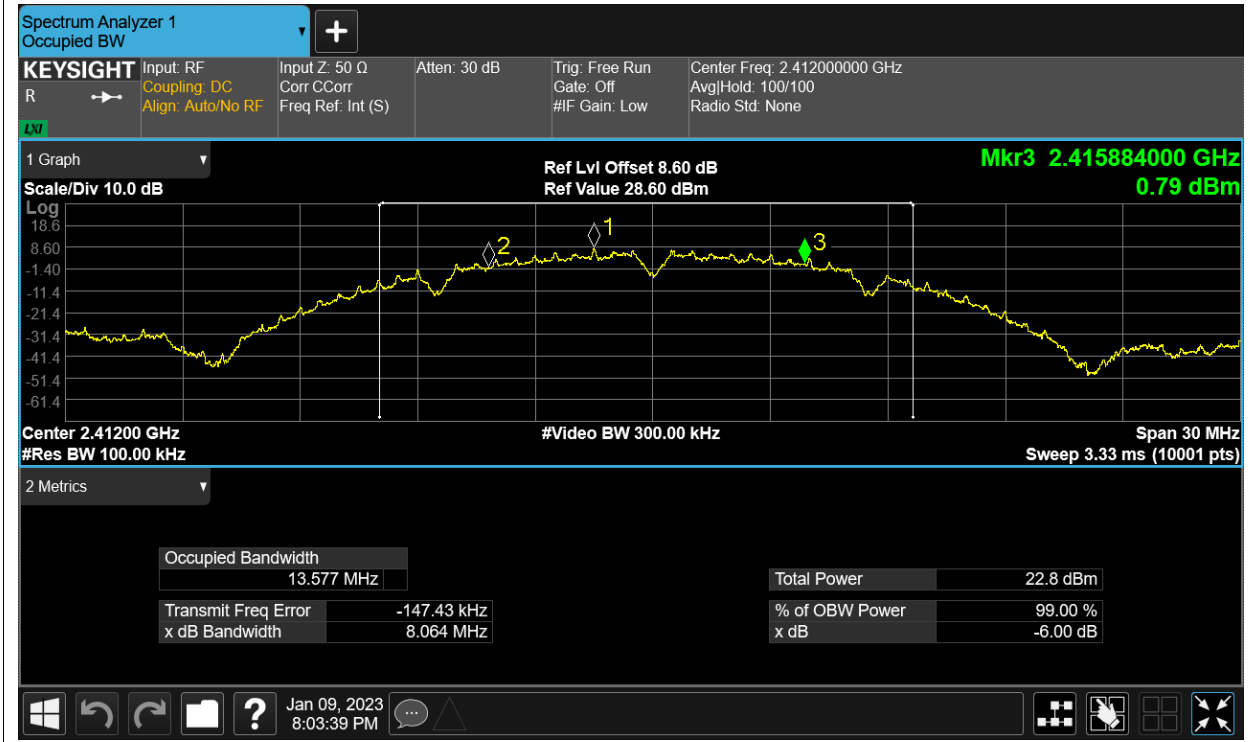 Spectrum Analyzer 1
Occupied BW
KEYSIGHT
R
LXI
Input: RF
Coupling: DC
Align: Auto/No RF
Input Z: 50 Ω
Corr CCorr
Freq Ref: Int (S)
Atten: 30 dB
Trig: Free Run
Gate: Off
#IF Gain: Low
Center Freq: 2.412000000 GHz
Avg|Hold: 100/100
Radio Std: None
1 Graph
Scale/Div 10.0 dB
Ref Lvl Offset 8.60 dB
Ref Value 28.60 dBm
Mkr3 2.415884000 GHz
0.79 dBm
Log
18.6
8.60
-1.40
-11.4
-21.4
-31.4
-41.4
-51.4
-61.4
2
1
3
Center 2.41200 GHz
#Res BW 100.00 kHz
#Video BW 300.00 kHz
Span 30 MHz
Sweep 3.33 ms (10001 pts)
2 Metrics
Occupied Bandwidth
13.577 MHz
Total Power 22.8 dBm
Transmit Freq Error -147.43 kHz
x dB Bandwidth 8.064 MHz
% of OBW Power 99.00 %
x dB -6.00 dB
?
Jan 09, 2023
8:03:39 PM